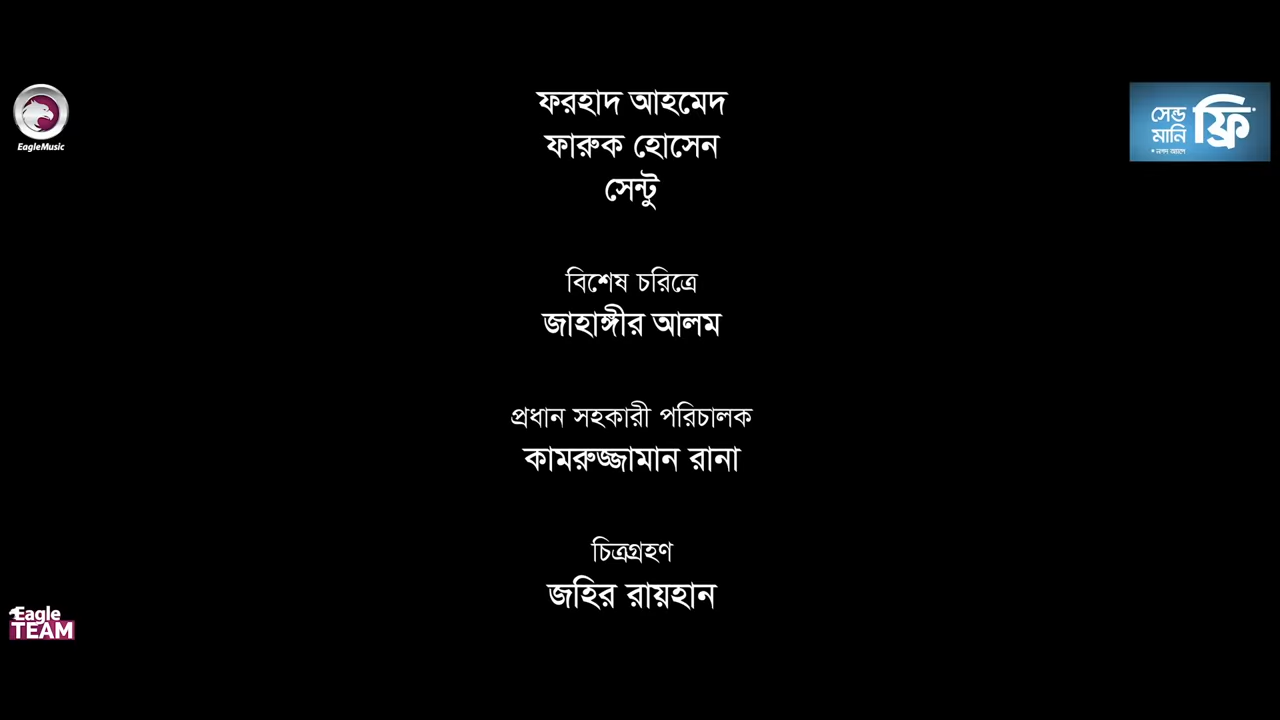 ফরহাদ আহমেদ
ফারুক হোসেন
সেন্টু
বিশেষ চরিত্রে
জাহাঙ্গীর আলম
প্রধান সহকারী পরিচালক
কামরুজ্জামান রানা
চিত্রগ্রহণ
জহির রায়হান
EagleMusic
সেন্ড
মানি
ফ্রি
Eagle
TEAM